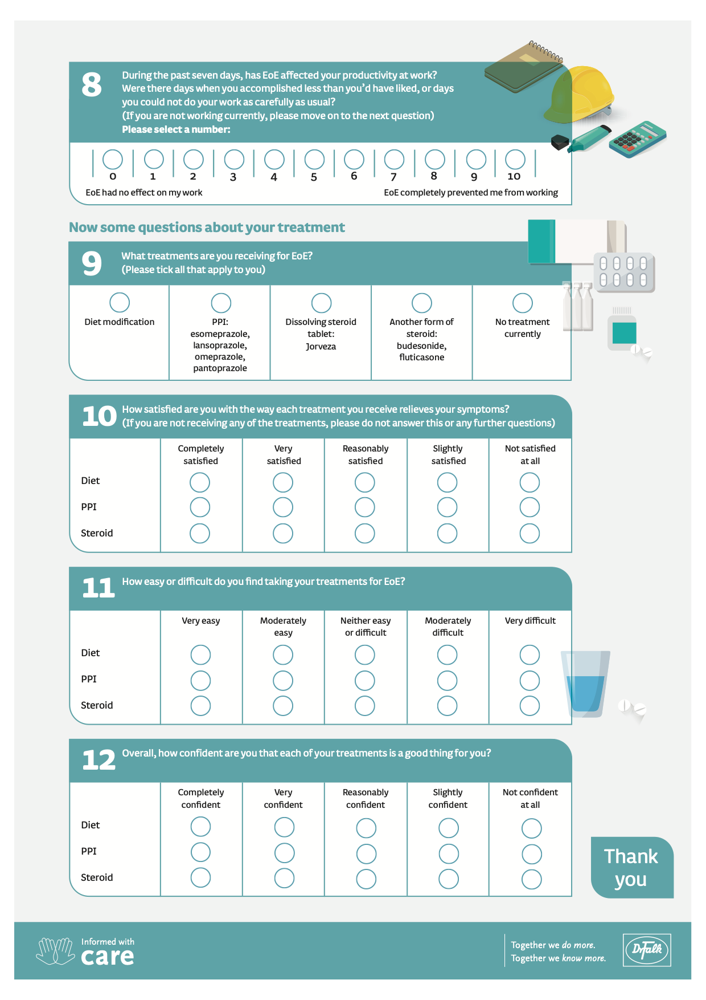 8
During the past seven days, has EoE affected your productivity at work?
Were there days when you accomplished less than you’d have liked, or days
you could not do your work as carefully as usual?
(If you are not working currently, please move on to the next question)
Please select a number:
0 1 2 3 4 5 6 7 8 9 10
EoE had no effect on my work
EoE completely prevented me from working
Now some questions about your treatment
9
What treatments are you receiving for EoE?
(Please tick all that apply to you)
Diet modification
PPI:
esomeprazole,
lansoprazole,
omeprazole,
pantoprazole
Dissolving steroid
tablet:
Jorveza
Another form of
steroid:
budesonide,
fluticasone
No treatment
currently
10
How satisfied are you with the way each treatment you receive relieves your symptoms?
(If you are not receiving any of the treatments, please do not answer this or any further questions)
Completely
satisfied
Very
satisfied
Reasonably
satisfied
Slightly
satisfied
Not satisfied
at all
Diet
PPI
Steroid
11
How easy or difficult do you find taking your treatments for EoE?
Very easy
Moderately
easy
Neither easy
or difficult
Moderately
difficult
Very difficult
Diet
PPI
Steroid
12
Overall, how confident are you that each of your treatments is a good thing for you?
Completely
confident
Very
confident
Reasonably
confident
Slightly
confident
Not confident
at all
Diet
PPI
Steroid
Thank
you
Informed with
care
Together we do more.
Together we know more.
Dr Falk